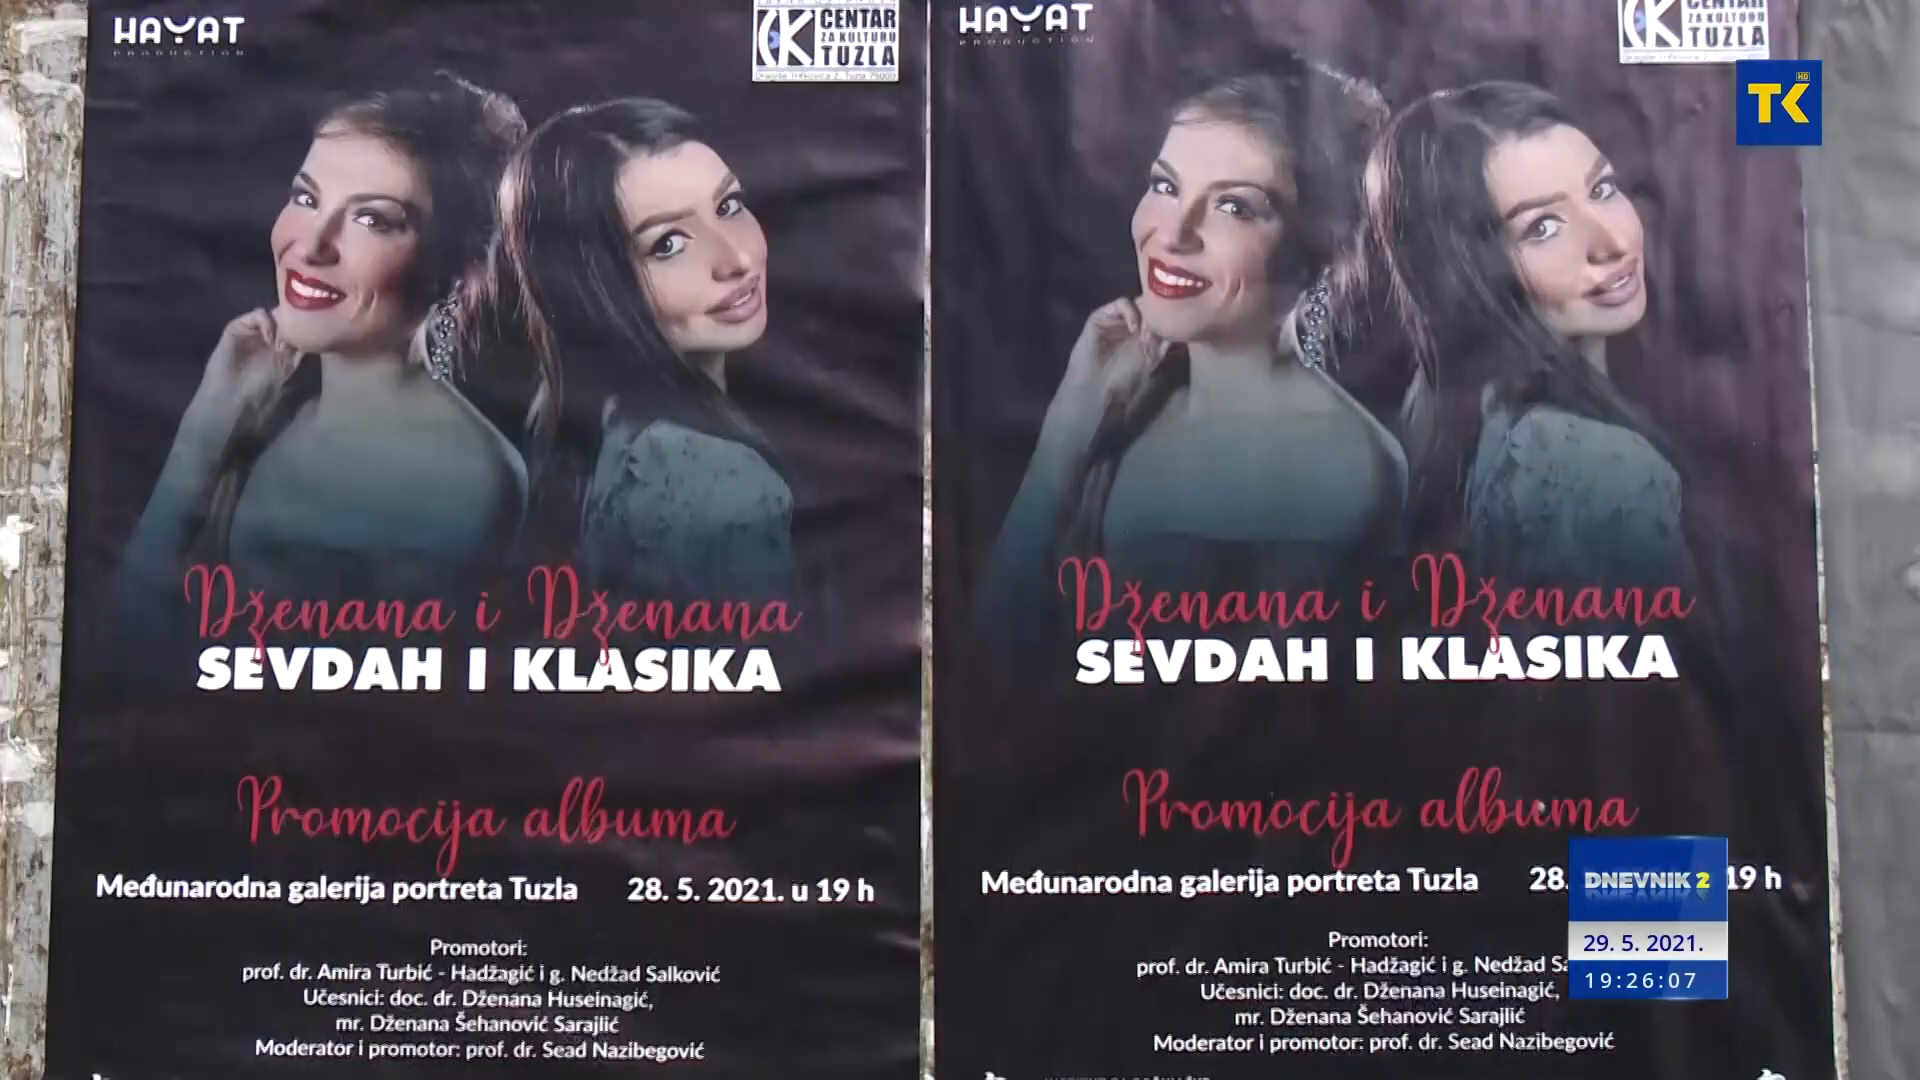 HAYAT
PRODUCTION
CENTAR
ZA KULTURU
TUZLA
Dženana i Dženana
SEVDAH I KLASIKA
Promocija albuma
Međunarodna galerija portreta Tuzla 28. 5. 2021. u 19 h
Promotori:
prof. dr. Amira Turbić - Hadžagić i g. Nedžad Salković
Učesnici: doc. dr. Dženana Huseinagić,
mr. Dženana Šehanović Sarajlić
Moderator i promotor: prof. dr. Sead Nazibegović
HAYAT
PRODUCTION
CENTAR
ZA KULTURU
TUZLA
Dženana i Dženana
SEVDAH I KLASIKA
Promocija albuma
Međunarodna galerija portreta Tuzla 28. 19 h
Promotori:
prof. dr. Amira Turbić - Hadžagić i g. Nedžad Sa
Učesnici: doc. dr. Dženana Huseinagić,
mr. Dženana Šehanović Sarajlić
Moderator i promotor: prof. dr. Sead Nazibegović
TK HD
DNEVNIK 2
29. 5. 2021.
19:26:07